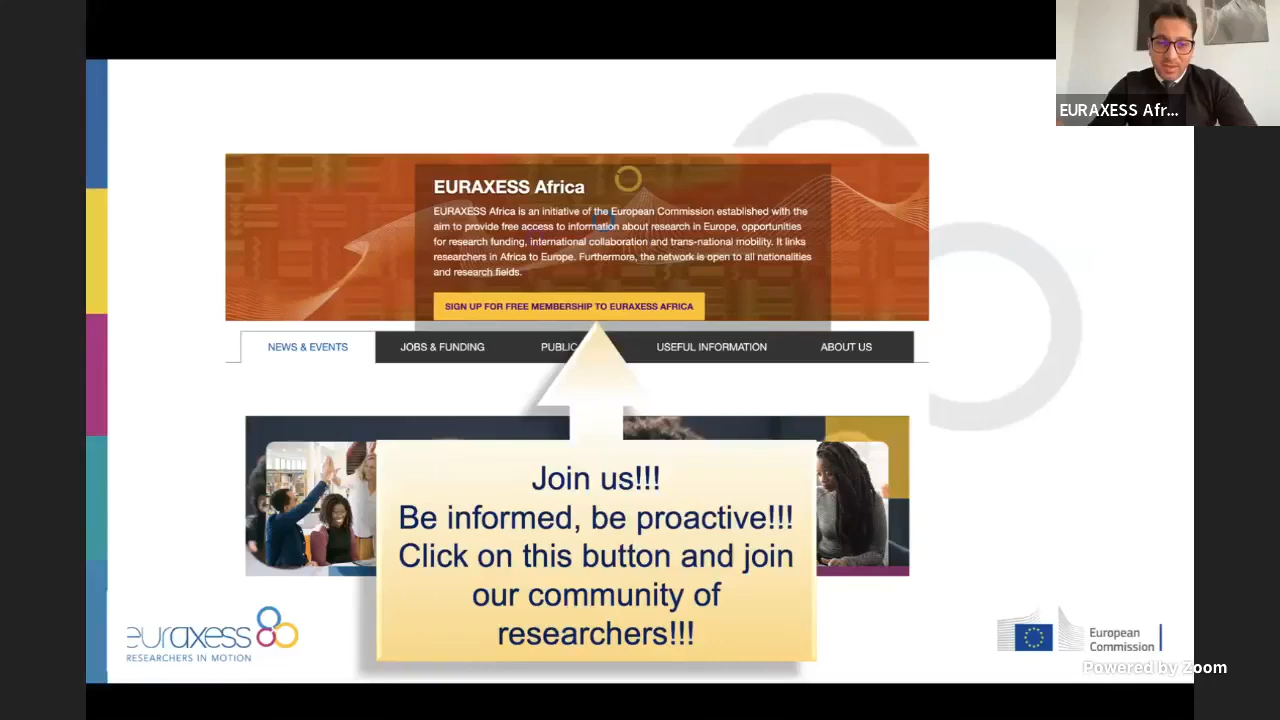 EURAXESS Afr...
EURAXESS Africa
EURAXESS Africa is an initiative of the European Commission established with the
aim to provide free access to information about research in Europe, opportunities
for research funding, international collaboration and trans-national mobility. It links
researchers in Africa to Europe. Furthermore, the network is open to all nationalities
and research fields.
SIGN UP FOR FREE MEMBERSHIP TO EURAXESS AFRICA
NEWS & EVENTS
JOBS & FUNDING
PUBLIC
USEFUL INFORMATION
ABOUT US
Join us!!!
Be informed, be proactive!!!
Click on this button and join
our community of
researchers!!!
euraxess
RESEARCHERS IN MOTION
European
Commission
Powered by Zoom